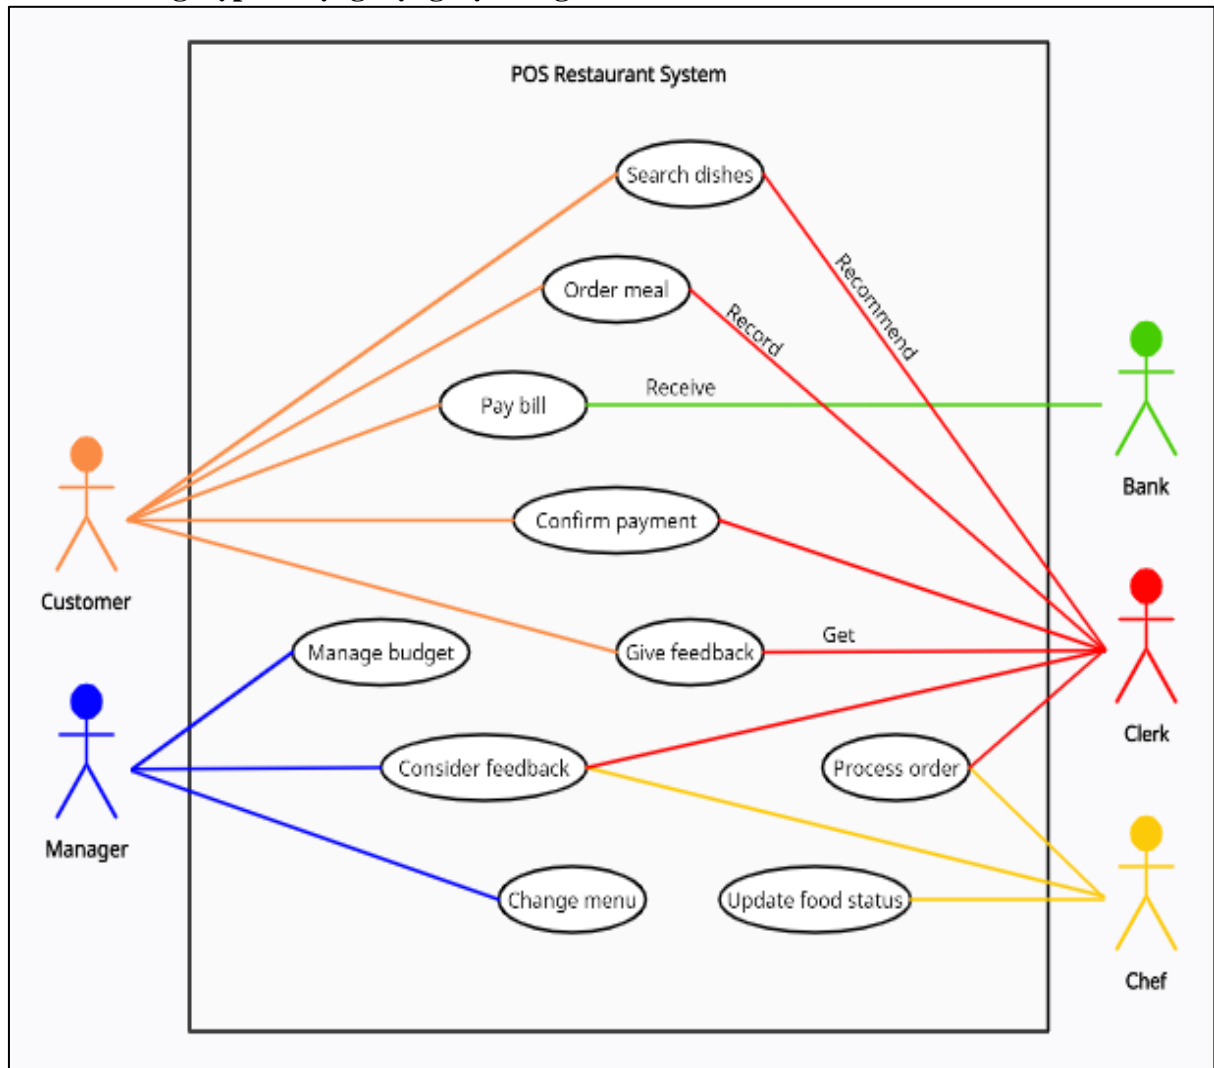 POS Restaurant System
Search dishes
Recommend
Order meal
Record
Receive
Pay bill
Bank
Confirm payment
Customer
Get
Manage budget
Give feedback
Clerk
Consider feedback
Process order
Manager
Change menu
Update food status
Chef